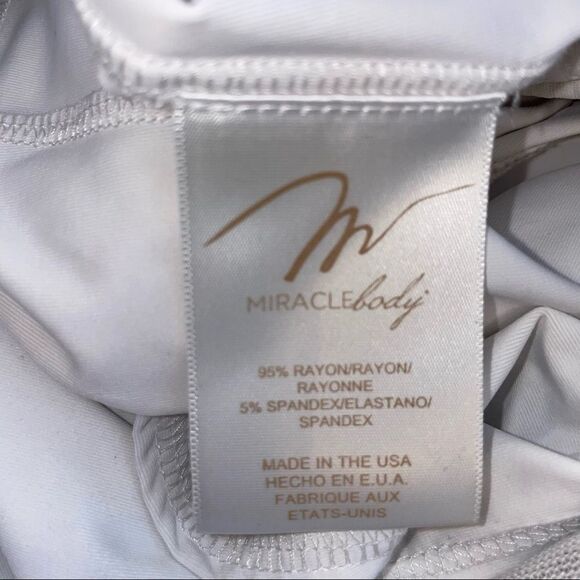 MIRACLEbody
95% RAYON/RAYON/
RAYONNE
5% SPANDEX/ELASTANO/
SPANDEX
MADE IN THE USA
HECHO EN E.U.A.
FABRIQUE AUX
ETATS-UNIS